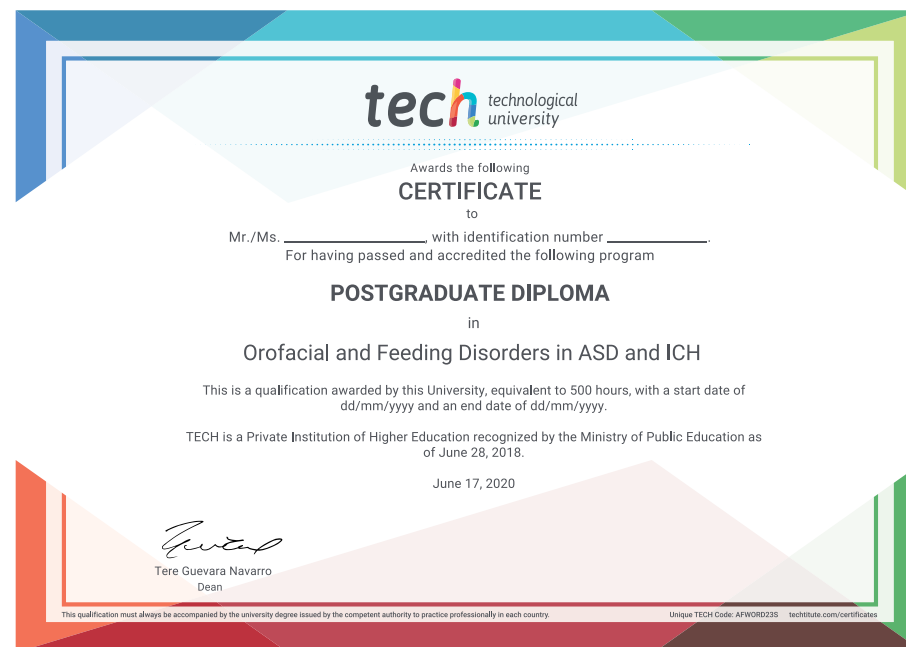 tech technological
university
Awards the following
CERTIFICATE
to
Mr./Ms. ____________________, with identification number ______________.
For having passed and accredited the following program
POSTGRADUATE DIPLOMA
in
Orofacial and Feeding Disorders in ASD and ICH
This is a qualification awarded by this University, equivalent to 500 hours, with a start date of
dd/mm/yyyy and an end date of dd/mm/yyyy.
TECH is a Private Institution of Higher Education recognized by the Ministry of Public Education as
of June 28, 2018.
June 17, 2020
Tere Guevara Navarro
Dean
This qualification must always be accompanied by the university degree issued by the competent authority to practice professionally in each country.
Unique TECH Code: AFWORD23S techtitute.com/certificates